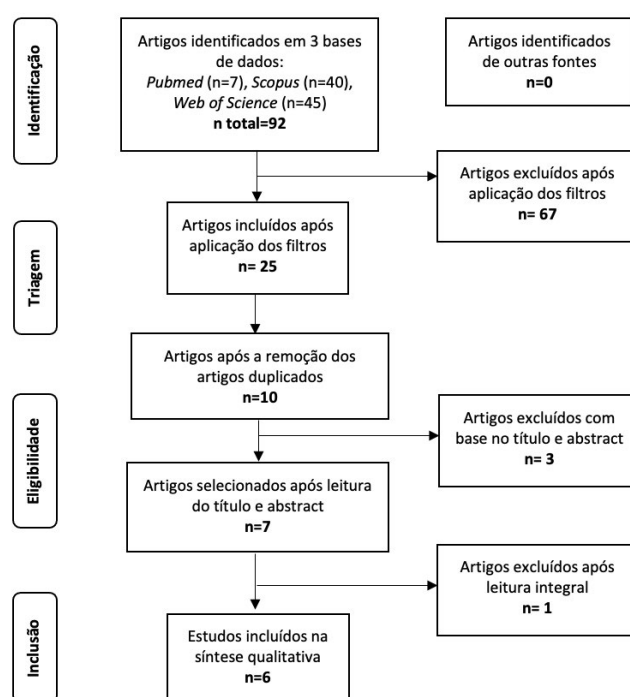 Identificação
Artigos identificados em 3 bases
de dados:
Pubmed (n=7), Scopus (n=40),
Web of Science (n=45)
n total=92
Artigos identificados
de outras fontes
n=0
Artigos excluídos após
aplicação dos filtros
n= 67
Triagem
Artigos incluídos após
aplicação dos filtros
n= 25
Artigos após a remoção dos
artigos duplicados
n=10
Eligibilidade
Artigos excluídos com
base no título e abstract
n= 3
Artigos selecionados após leitura
do título e abstract
n=7
Artigos excluídos após
leitura integral
n= 1
Inclusão
Estudos incluídos na
síntese qualitativa
n=6